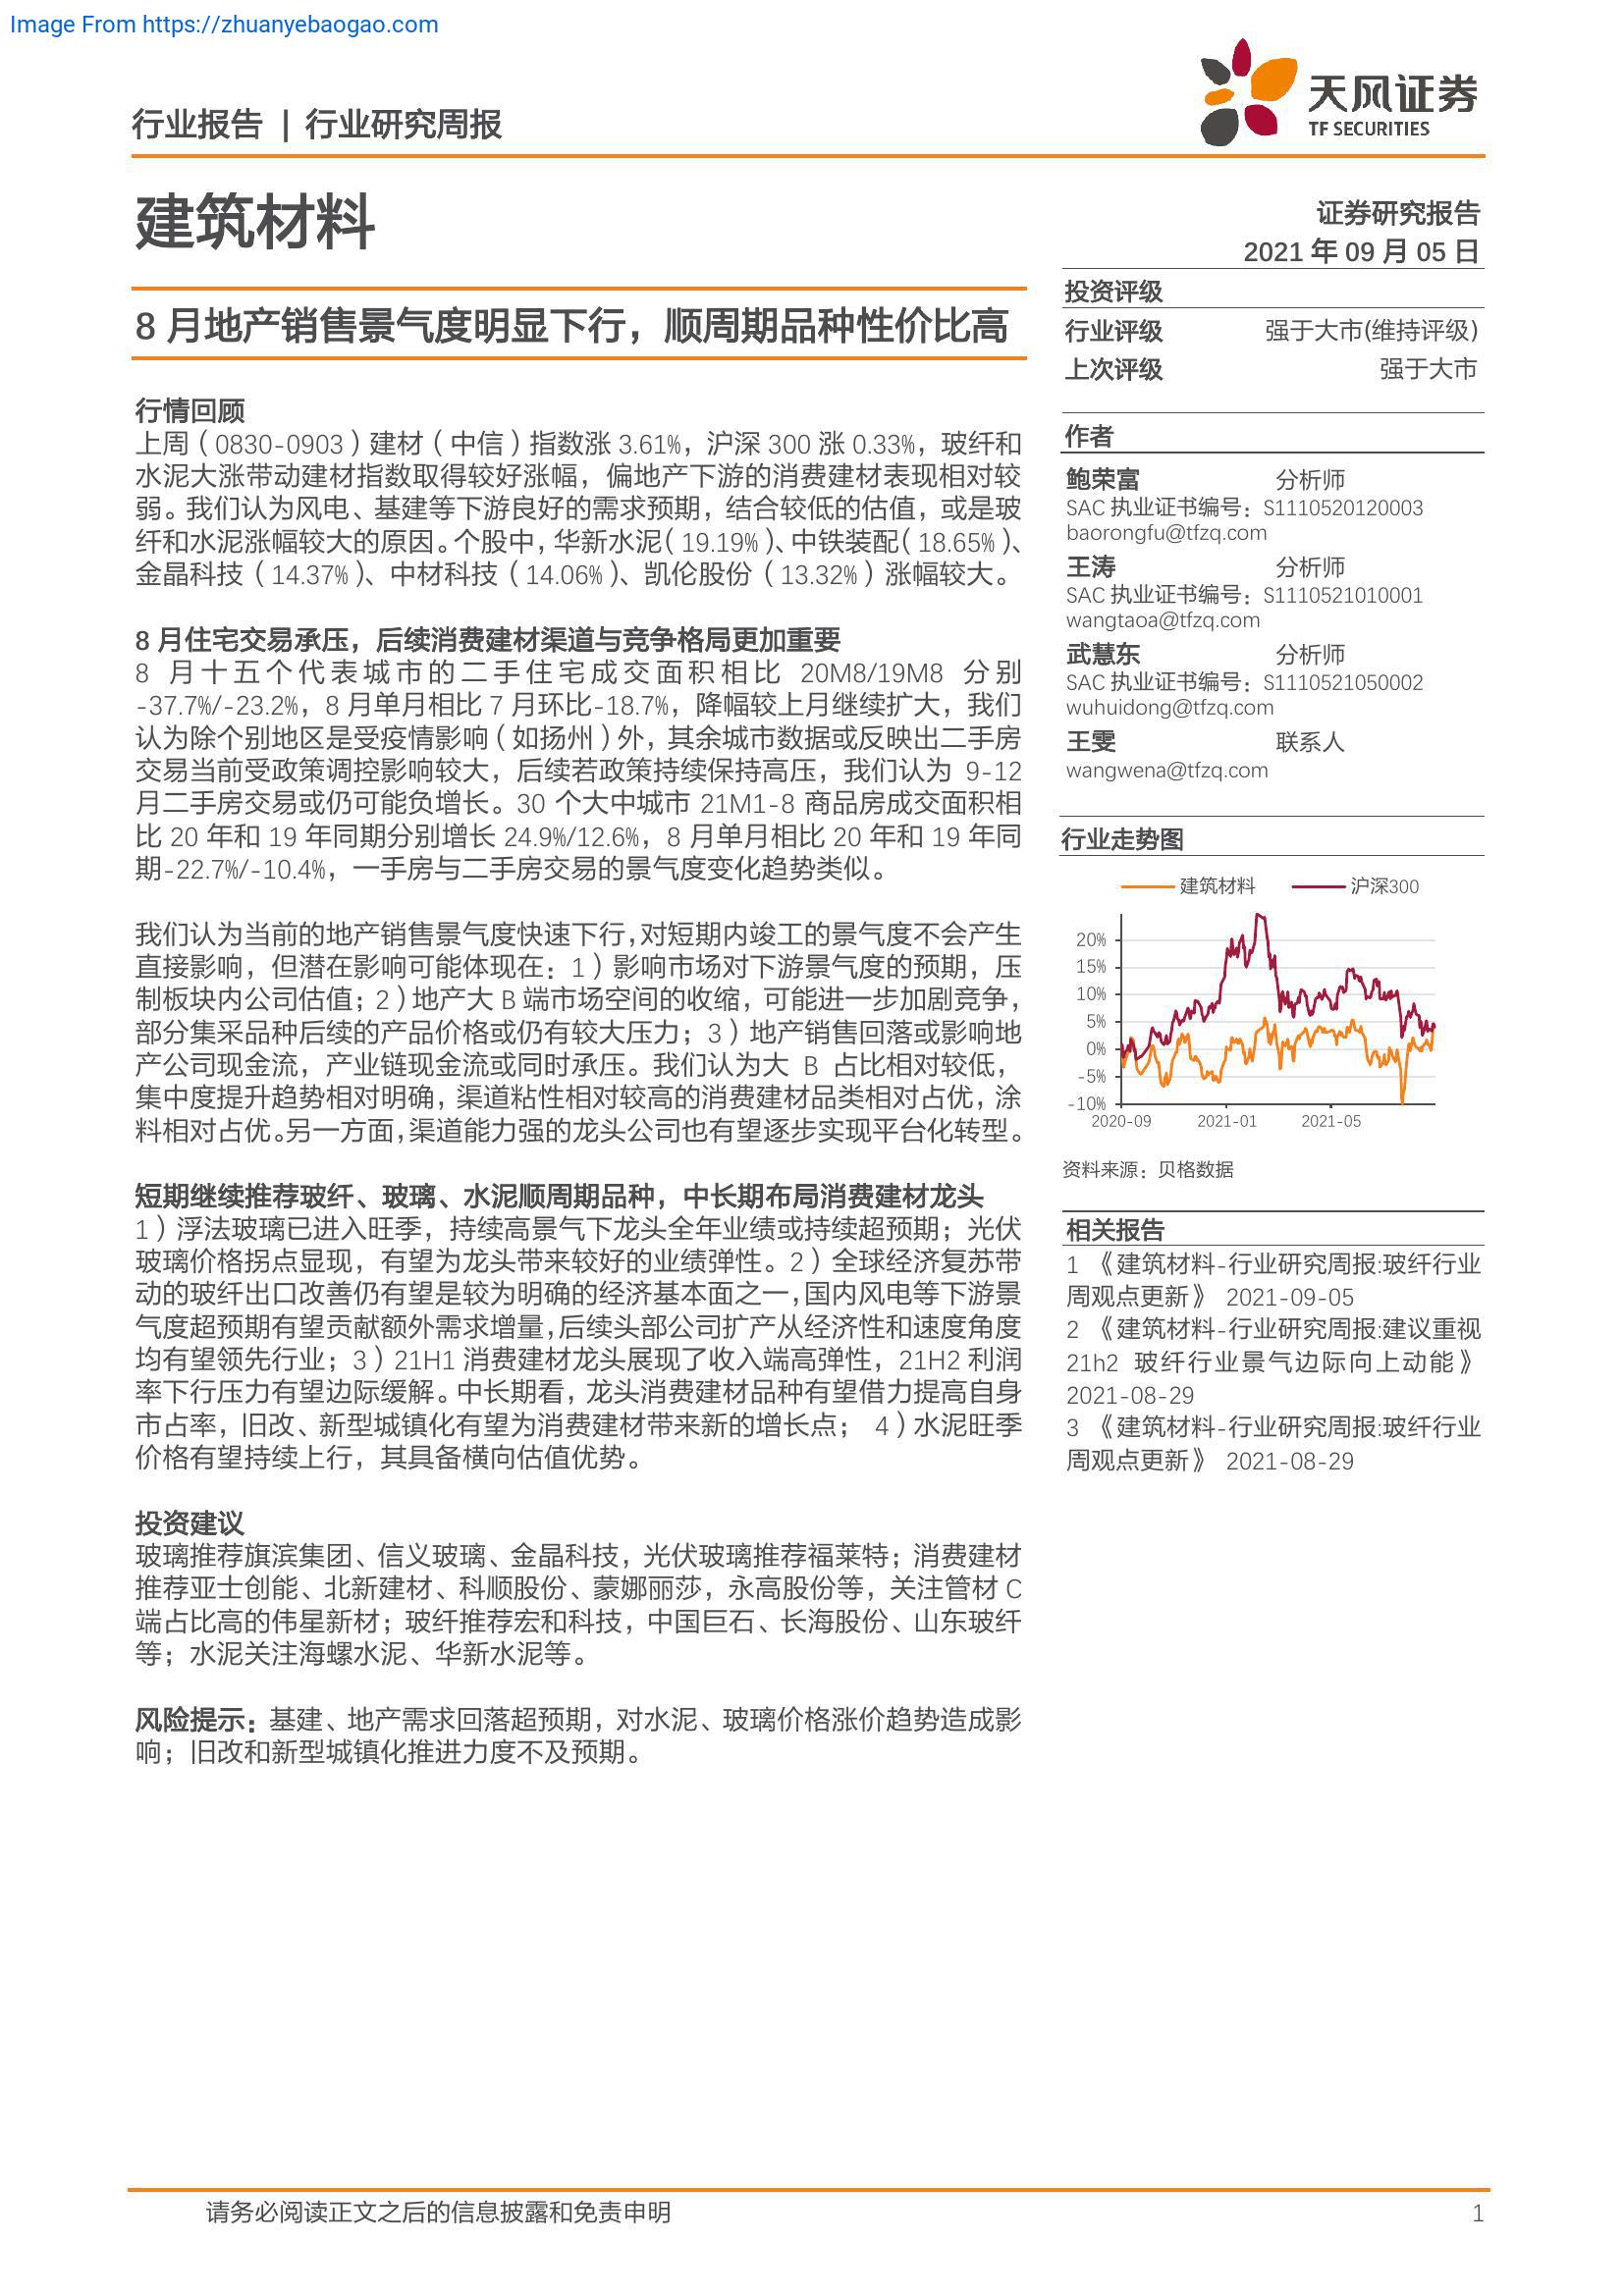 Image From https://zhuanyebaogao.com
行业报告 | 行业研究周报
天风证券
TF SECURITIES
建筑材料
证券研究报告
2021 年 09 月 05 日
8 月地产销售景气度明显下行，顺周期品种性价比高
行情回顾
上周（0830-0903）建材（中信）指数涨 3.61%，沪深 300 涨 0.33%，玻纤和
水泥大涨带动建材指数取得较好涨幅，偏地产下游的消费建材表现相对较
弱。我们认为风电、基建等下游良好的需求预期，结合较低的估值，或是玻
纤和水泥涨幅较大的原因。个股中，华新水泥（19.19%）、中铁装配（18.65%）、
金晶科技（14.37%）、中材科技（14.06%）、凯伦股份（13.32%）涨幅较大。
8 月住宅交易承压，后续消费建材渠道与竞争格局更加重要
8 月十五个代表城市的二手住宅成交面积相比 20M8/19M8 分别
-37.7%/-23.2%，8 月单月相比 7 月环比-18.7%，降幅较上月继续扩大，我们
认为除个别地区是受疫情影响（如扬州）外，其余城市数据或反映出二手房
交易当前受政策调控影响较大，后续若政策持续保持高压，我们认为 9-12
月二手房交易或仍可能负增长。30 个大中城市 21M1-8 商品房成交面积相
比 20 年和 19 年同期分别增长 24.9%/12.6%，8 月单月相比 20 年和 19 年同
期-22.7%/-10.4%，一手房与二手房交易的景气度变化趋势类似。
我们认为当前的地产销售景气度快速下行，对短期内竣工的景气度不会产生
直接影响，但潜在影响可能体现在：1）影响市场对下游景气度的预期，压
制板块内公司估值；2）地产大 B 端市场空间的收缩，可能进一步加剧竞争，
部分集采品种后续的产品价格或仍有较大压力；3）地产销售回落或影响地
产公司现金流，产业链现金流或同时承压。我们认为大 B 占比相对较低，
集中度提升趋势相对明确，渠道粘性相对较高的消费建材品类相对占优，涂
料相对占优。另一方面，渠道能力强的龙头公司也有望逐步实现平台化转型。
短期继续推荐玻纤、玻璃、水泥顺周期品种，中长期布局消费建材龙头
1）浮法玻璃已进入旺季，持续高景气下龙头全年业绩或持续超预期；光伏
玻璃价格拐点显现，有望为龙头带来较好的业绩弹性。2）全球经济复苏带
动的玻纤出口改善仍有望是较为明确的经济基本面之一，国内风电等下游景
气度超预期有望贡献额外需求增量，后续头部公司扩产从经济性和速度角度
均有望领先行业；3）21H1 消费建材龙头展现了收入端高弹性，21H2 利润
率下行压力有望边际缓解。中长期看，龙头消费建材品种有望借力提高自身
市占率，旧改、新型城镇化有望为消费建材带来新的增长点； 4）水泥旺季
价格有望持续上行，其具备横向估值优势。
投资建议
玻璃推荐旗滨集团、信义玻璃、金晶科技，光伏玻璃推荐福莱特；消费建材
推荐亚士创能、北新建材、科顺股份、蒙娜丽莎，永高股份等，关注管材 C
端占比高的伟星新材；玻纤推荐宏和科技，中国巨石、长海股份、山东玻纤
等；水泥关注海螺水泥、华新水泥等。
风险提示：基建、地产需求回落超预期，对水泥、玻璃价格涨价趋势造成影
响；旧改和新型城镇化推进力度不及预期。
投资评级
行业评级 强于大市(维持评级)
上次评级 强于大市
作者
鲍荣富 分析师
SAC 执业证书编号：S1110520120003
baorongfu@tfzq.com
王涛 分析师
SAC 执业证书编号：S1110521010001
wangtaoa@tfzq.com
武慧东 分析师
SAC 执业证书编号：S1110521050002
wuhuidong@tfzq.com
王雯 联系人
wangwena@tfzq.com
行业走势图
建筑材料 沪深300
20%
15%
10%
5%
0%
-5%
-10%
2020-09 2021-01 2021-05
资料来源：贝格数据
相关报告
1 《建筑材料-行业研究周报:玻纤行业
周观点更新》 2021-09-05
2 《建筑材料-行业研究周报:建议重视
21h2 玻纤行业景气边际向上动能》
2021-08-29
3 《建筑材料-行业研究周报:玻纤行业
周观点更新》 2021-08-29
请务必阅读正文之后的信息披露和免责申明 1